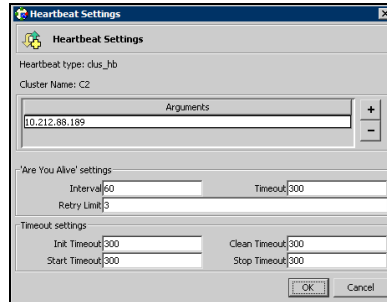 Heartbeat Settings
Heartbeat Settings
Heartbeat type: clus_hb
Cluster Name: C2
Arguments
10.212.88.189
+
-
'Are You Alive' settings
Interval 60 Timeout 300
Retry Limit 3
Timeout settings
Init Timeout 300 Clean Timeout 300
Start Timeout 300 Stop Timeout 300
OK Cancel